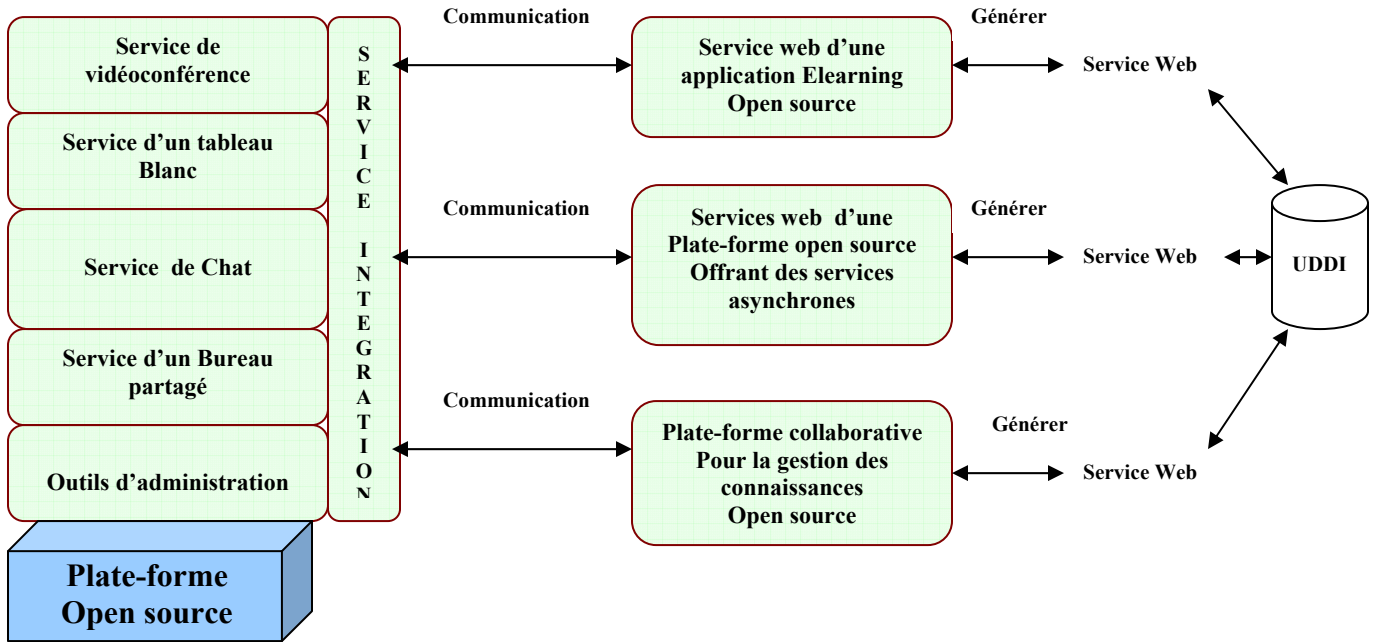 Communication
Générer
Service de
vidéoconférence
Service d'un tableau
Blanc
Service de Chat
Service d'un Bureau
partagé
Outils d'administration
Plate-forme
Open source
SERVICE INTEGRATION
Service web d'une
application Elearning
Open source
Service Web
Communication
Générer
Services web d'une
Plate-forme open source
Offrant des services
asynchrones
Service Web
UDDI
Communication
Générer
Plate-forme collaborative
Pour la gestion des
connaissances
Open source
Service Web